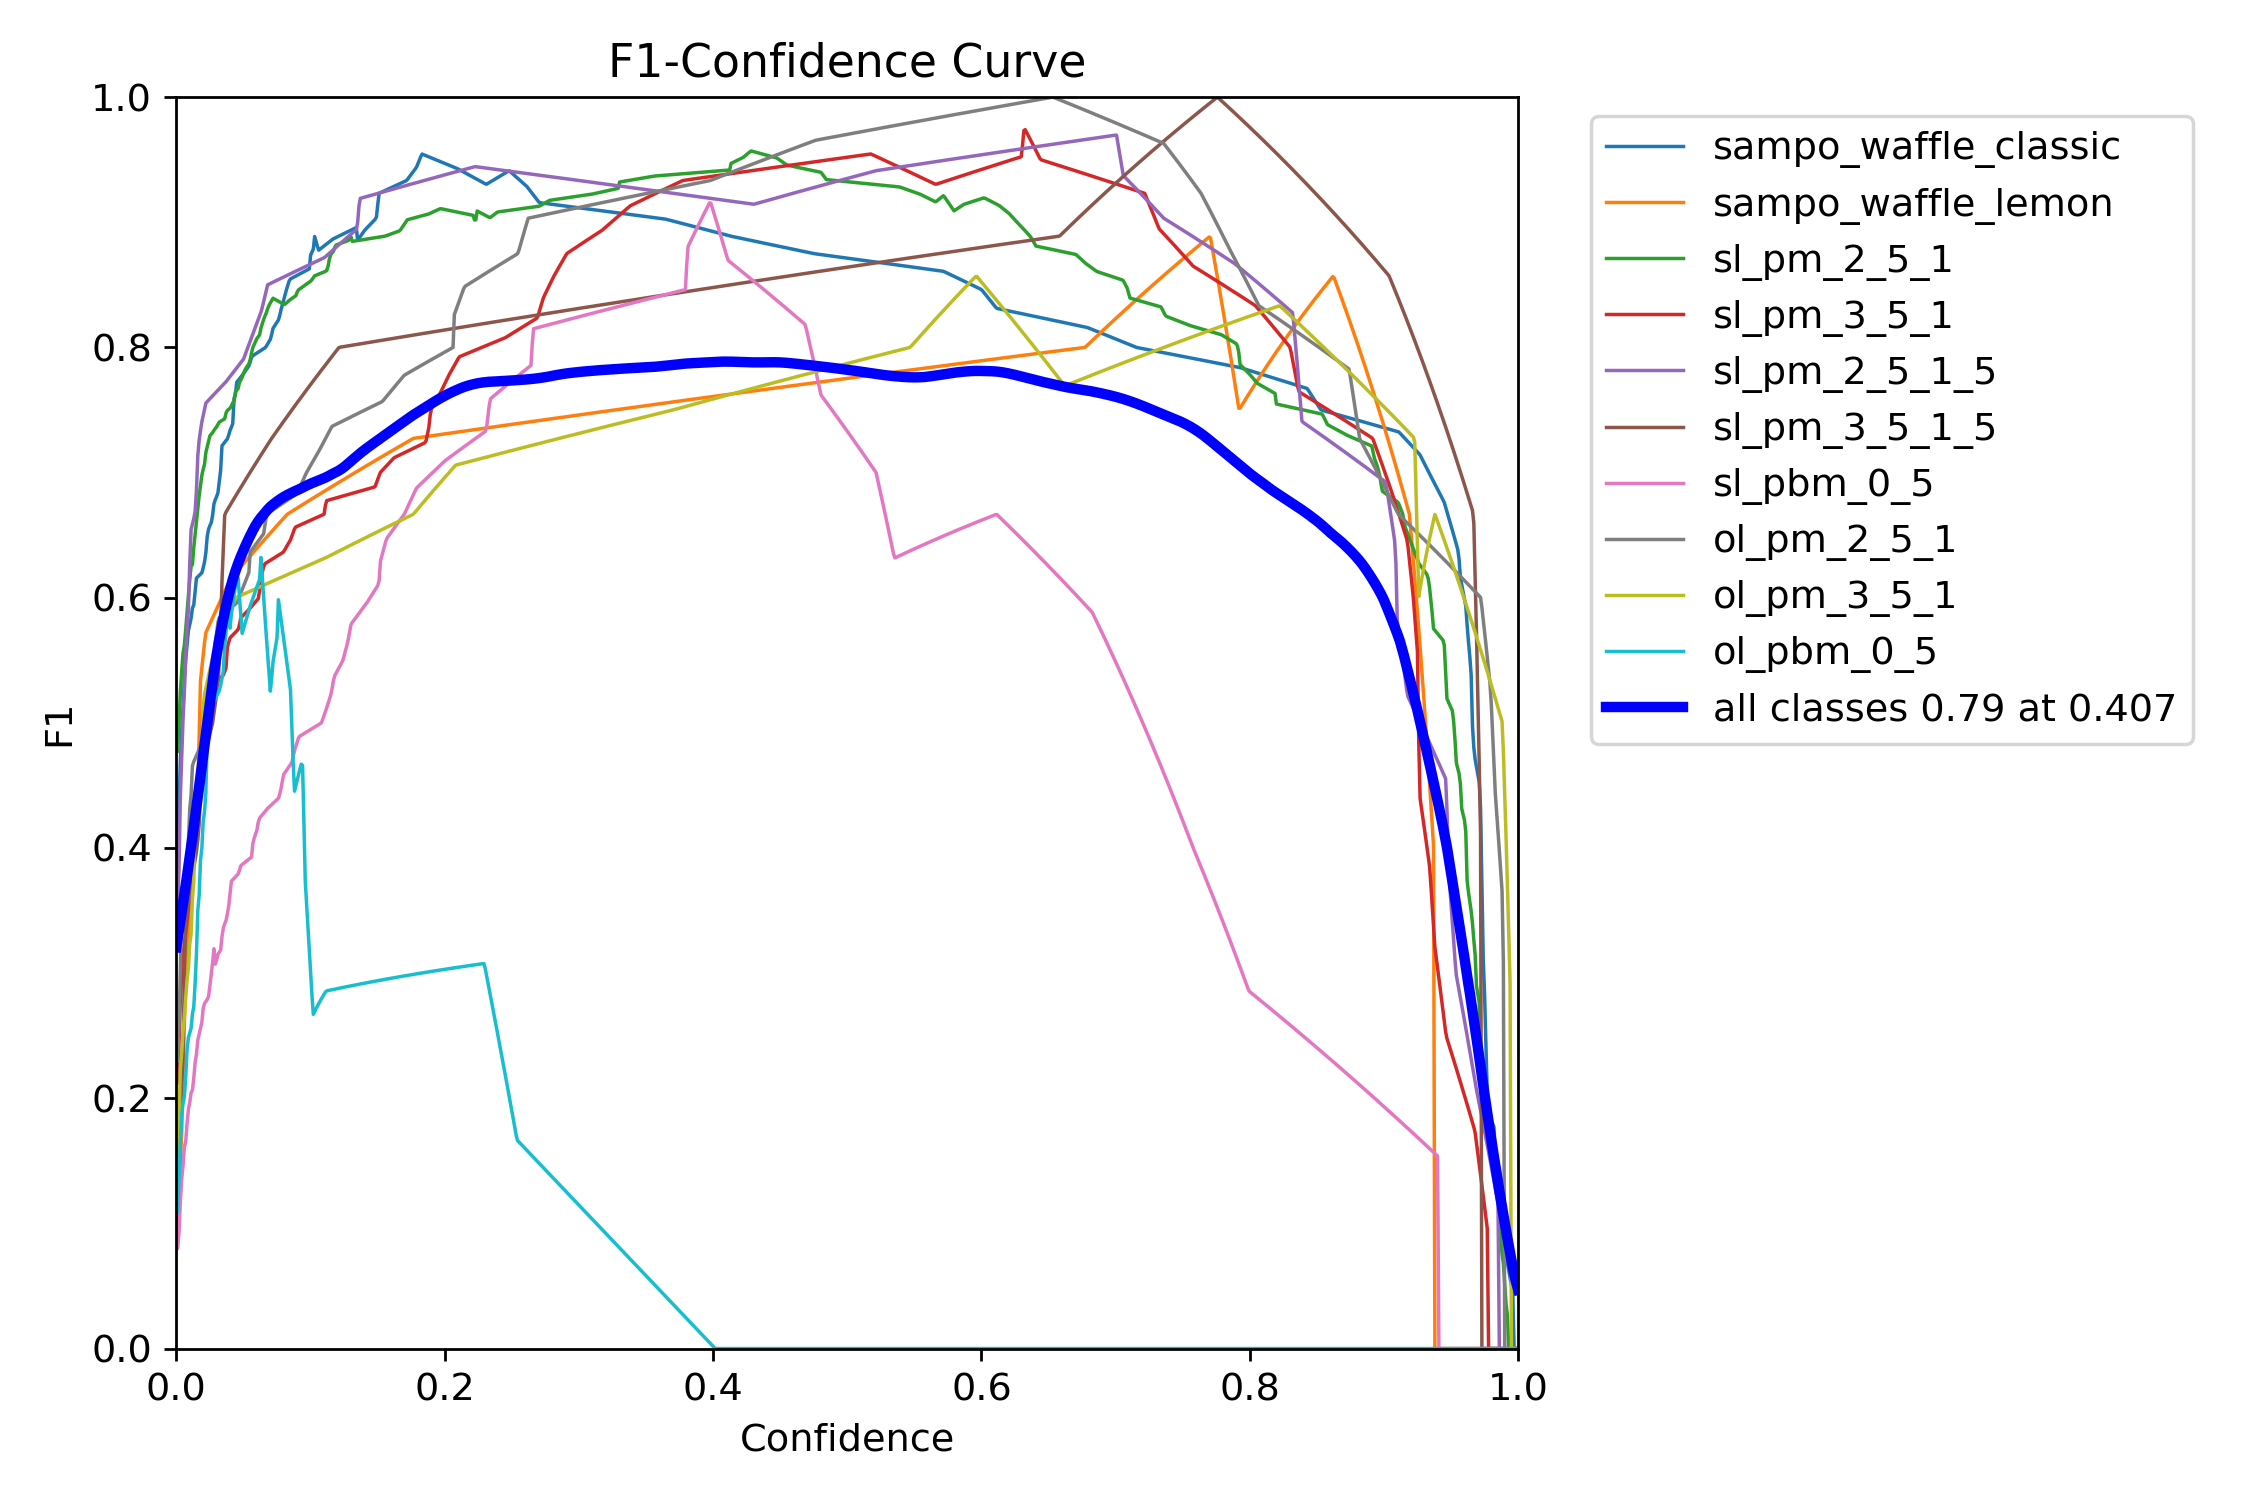 F1-Confidence Curve
1.0
0.8
0.6
0.4
0.2
0.0
F1
0.0 0.2 0.4 0.6 0.8 1.0
Confidence
sampo_waffle_classic
sampo_waffle_lemon
sl_pm_2_5_1
sl_pm_3_5_1
sl_pm_2_5_1_5
sl_pm_3_5_1_5
sl_pbm_0_5
ol_pm_2_5_1
ol_pm_3_5_1
ol_pbm_0_5
all classes 0.79 at 0.407